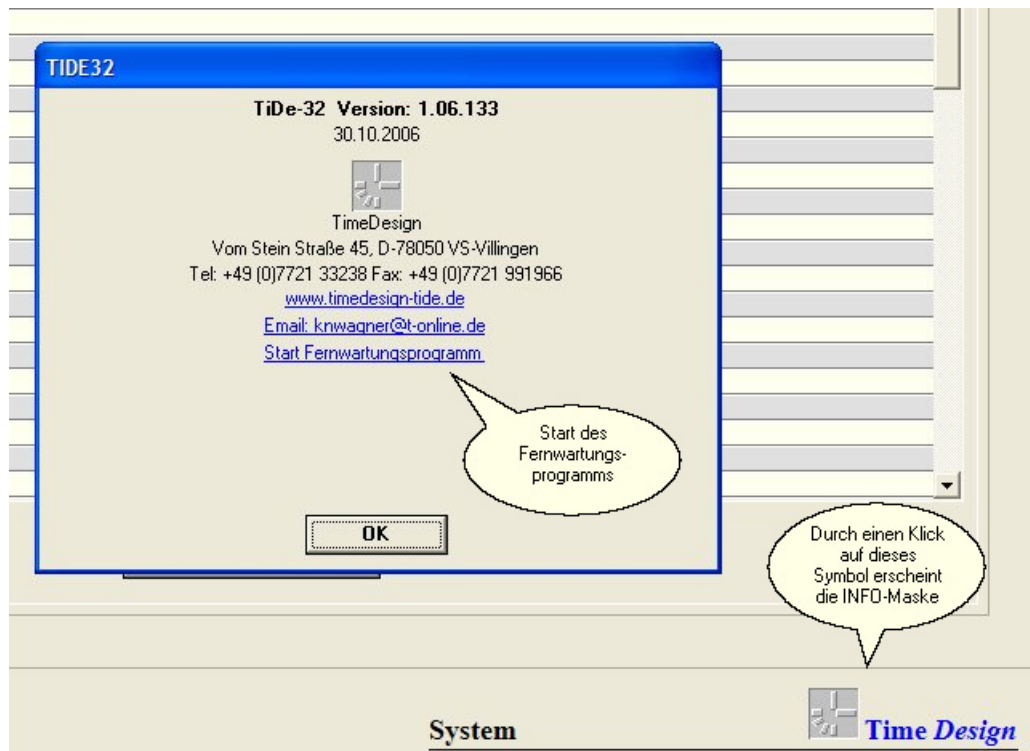 TIDE32
TiDe-32 Version: 1.06.133
30.10.2006
TimeDesign
Vom Stein Straße 45, D-78050 VS-Villingen
Tel: +49 (0)7721 33238 Fax: +49 (0)7721 991966
www.timedesign-tide.de
Email: knwagner@t-online.de
Start Fernwartungsprogramm
Start des
Fernwartungs-
programms
OK
Durch einen Klick
auf dieses
Symbol erscheint
die INFO-Maske
System
Time Design